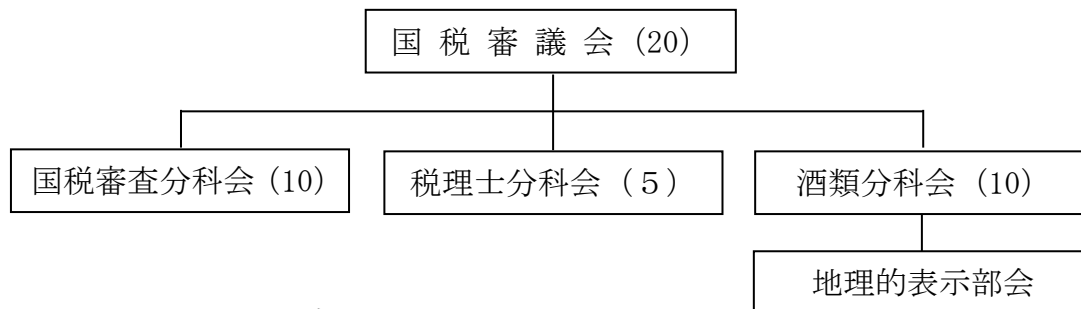 国 税 審 議 会 (20)
国税審査分科会 (10)
税理士分科会 (５)
酒類分科会 (10)
地理的表示部会